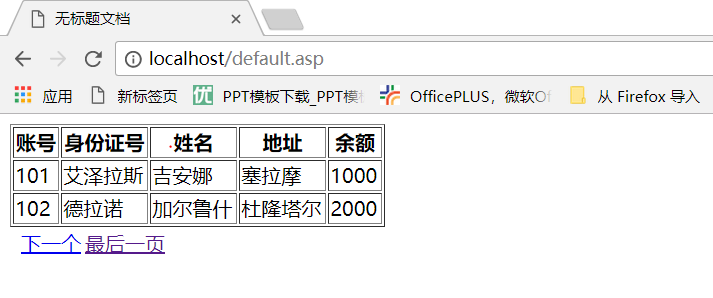 无标题文档
localhost/default.asp
应用 新标签页 优 PPT模板下载_PPT模 OfficePLUS，微软Of 从 Firefox 导入
账号 身份证号 姓名 地址 余额
101 艾泽拉斯 吉安娜 塞拉摩 1000
102 德拉诺 加尔鲁什 杜隆塔尔 2000
下一个 最后一页